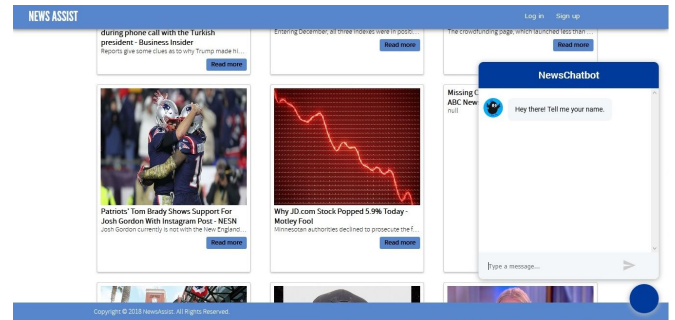 NEWS ASSIST
Log in Sign up
during phone call with the Turkish
president - Business Insider
Reports give some clues as to why Trump made hi...
Read more
Entering December, all three indexes were in positi...
Read more
The crowdfunding page, which launched less than ...
Read more
Patriots' Tom Brady Shows Support For
Josh Gordon With Instagram Post - NESN
Josh Gordon currently is not with the New England...
Read more
Why JD.com Stock Popped 5.9% Today -
Motley Fool
Minnesotan authorities declined to prosecute the f...
Read more
Missing C
ABC New
null
NewsChatbot
Hey there! Tell me your name.
Type a message...
Copyright © 2018 NewsAssist. All Rights Reserved.